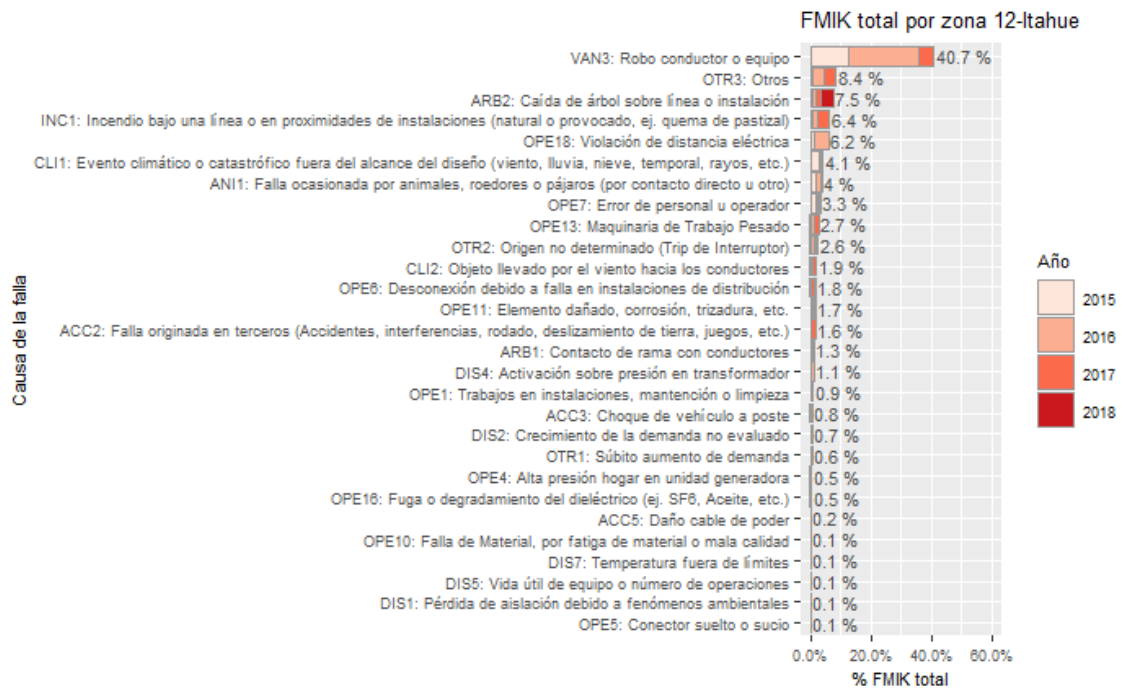 FMIK total por zona 12-Itahue
VAN3: Robo conductor o equipo 40.7 %
OTR3: Otros 8.4 %
ARB2: Caída de árbol sobre línea o instalación 7.5 %
INC1: Incendio bajo una línea o en proximidades de instalaciones (natural o provocado, ej. quema de pastizal) 6.4 %
OPE18: Violación de distancia eléctrica 6.2 %
CLI1: Evento climático o catastrófico fuera del alcance del diseño (viento, lluvia, nieve, temporal, rayos, etc.) 4.1 %
ANI1: Falla ocasionada por animales, roedores o pájaros (por contacto directo u otro) 4 %
OPE7: Error de personal u operador 3.3 %
OPE13: Maquinaria de Trabajo Pesado 2.7 %
OTR2: Origen no determinado (Trip de Interruptor) 2.6 %
CLI2: Objeto llevado por el viento hacia los conductores 1.9 %
OPE6: Desconexión debido a falla en instalaciones de distribución 1.8 %
OPE11: Elemento dañado, corrosión, trizadura, etc. 1.7 %
ACC2: Falla originada en terceros (Accidentes, interferencias, rodado, deslizamiento de tierra, juegos, etc.) 1.6 %
ARB1: Contacto de rama con conductores 1.3 %
DIS4: Activación sobre presión en transformador 1.1 %
OPE1: Trabajos en instalaciones, mantención o limpieza 0.9 %
ACC3: Choque de vehículo a poste 0.8 %
DIS2: Crecimiento de la demanda no evaluado 0.7 %
OTR1: Súbito aumento de demanda 0.6 %
OPE4: Alta presión hogar en unidad generadora 0.5 %
OPE16: Fuga o degradamiento del dieléctrico (ej. SF6, Aceite, etc.) 0.5 %
ACC5: Daño cable de poder 0.2 %
OPE10: Falla de Material, por fatiga de material o mala calidad 0.1 %
DIS7: Temperatura fuera de límites 0.1 %
DIS5: Vida útil de equipo o número de operaciones 0.1 %
DIS1: Pérdida de aislación debido a fenómenos ambientales 0.1 %
OPE5: Conector suelto o sucio 0.1 %
0.0% 20.0% 40.0% 60.0%
% FMIK total
Causa de la falla
Año
2015
2016
2017
2018